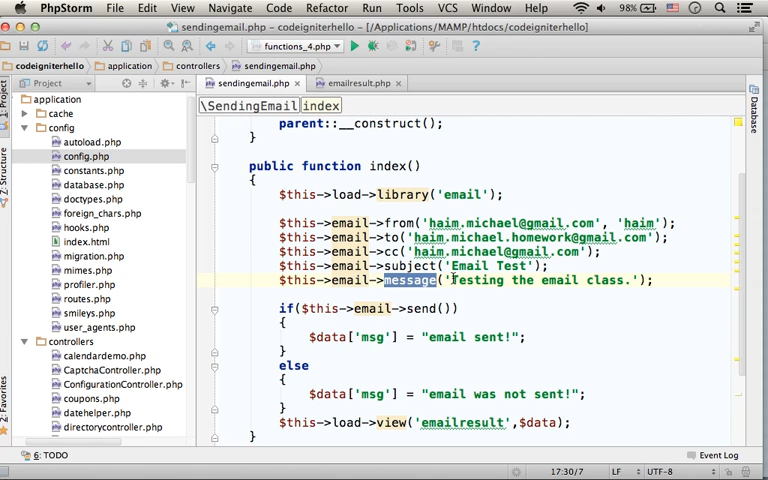 PhpStorm File Edit View Navigate Code Refactor Run Tools VCS Window Help 98%
sendingemail.php - codeigniterhello - [/Applications/MAMP/htdocs/codeigniterhello]
functions_4.php
codeigniterhello application controllers sendingemail.php
Project sendingemail.php emailresult.php
\SendingEmail index
1: Project
7: Structure
2: Favorites
Database
application
cache
config
autoload.php
config.php
constants.php
database.php
doctypes.php
foreign_chars.php
hooks.php
index.html
migration.php
mimes.php
profiler.php
routes.php
smileys.php
user_agents.php
controllers
calendardemo.php
CaptchaController.php
ConfigurationController.php
coupons.php
datehelper.php
directorycontroller.php
parent::__construct();
}
public function index()
{
$this->load->library('email');
$this->email->from('haim.michael@gmail.com', 'haim');
$this->email->to('haim.michael.homework@gmail.com');
$this->email->cc('haim.michael@gmail.com');
$this->email->subject('Email Test');
$this->email->message('Testing the email class.');
if($this->email->send())
{
$data['msg'] = "email sent!";
}
else
{
$data['msg'] = "email was not sent!";
}
$this->load->view('emailresult',$data);
}
6: TODO Event Log
17:30/7 LF UTF-8